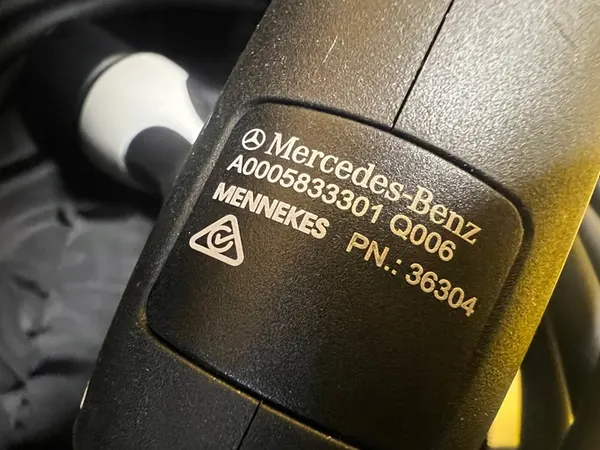 Mercedes-Benz
A0005833301 Q006
MENNEKES
PN.: 36304